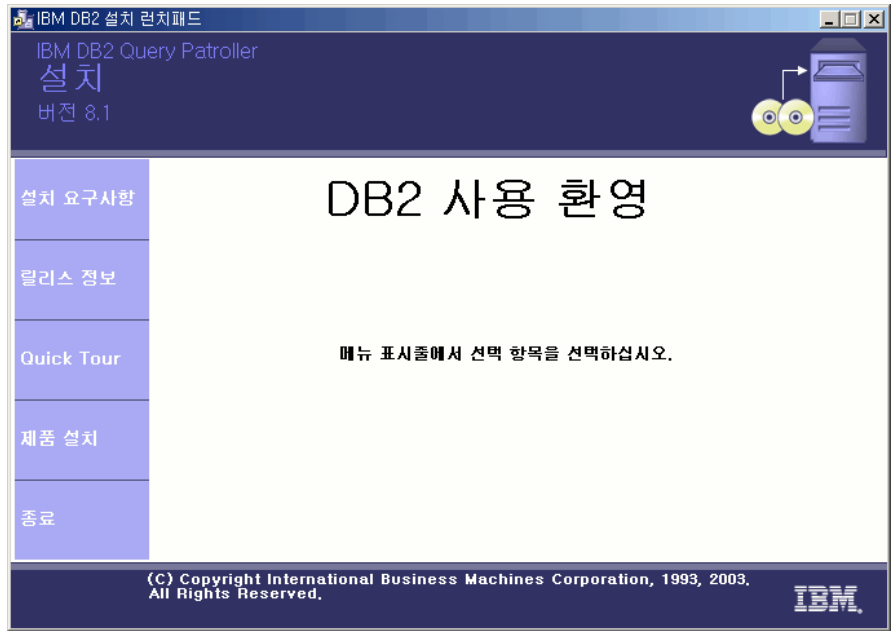 IBM DB2 설치 런치패드
IBM DB2 Query Patroller
설치
버전 8.1
설치 요구사항
릴리스 정보
Quick Tour
제품 설치
종료
DB2 사용 환영
메뉴 표시줄에서 선택 항목을 선택하십시오.
(C) Copyright International Business Machines Corporation, 1993, 2003.
All Rights Reserved.
IBM.